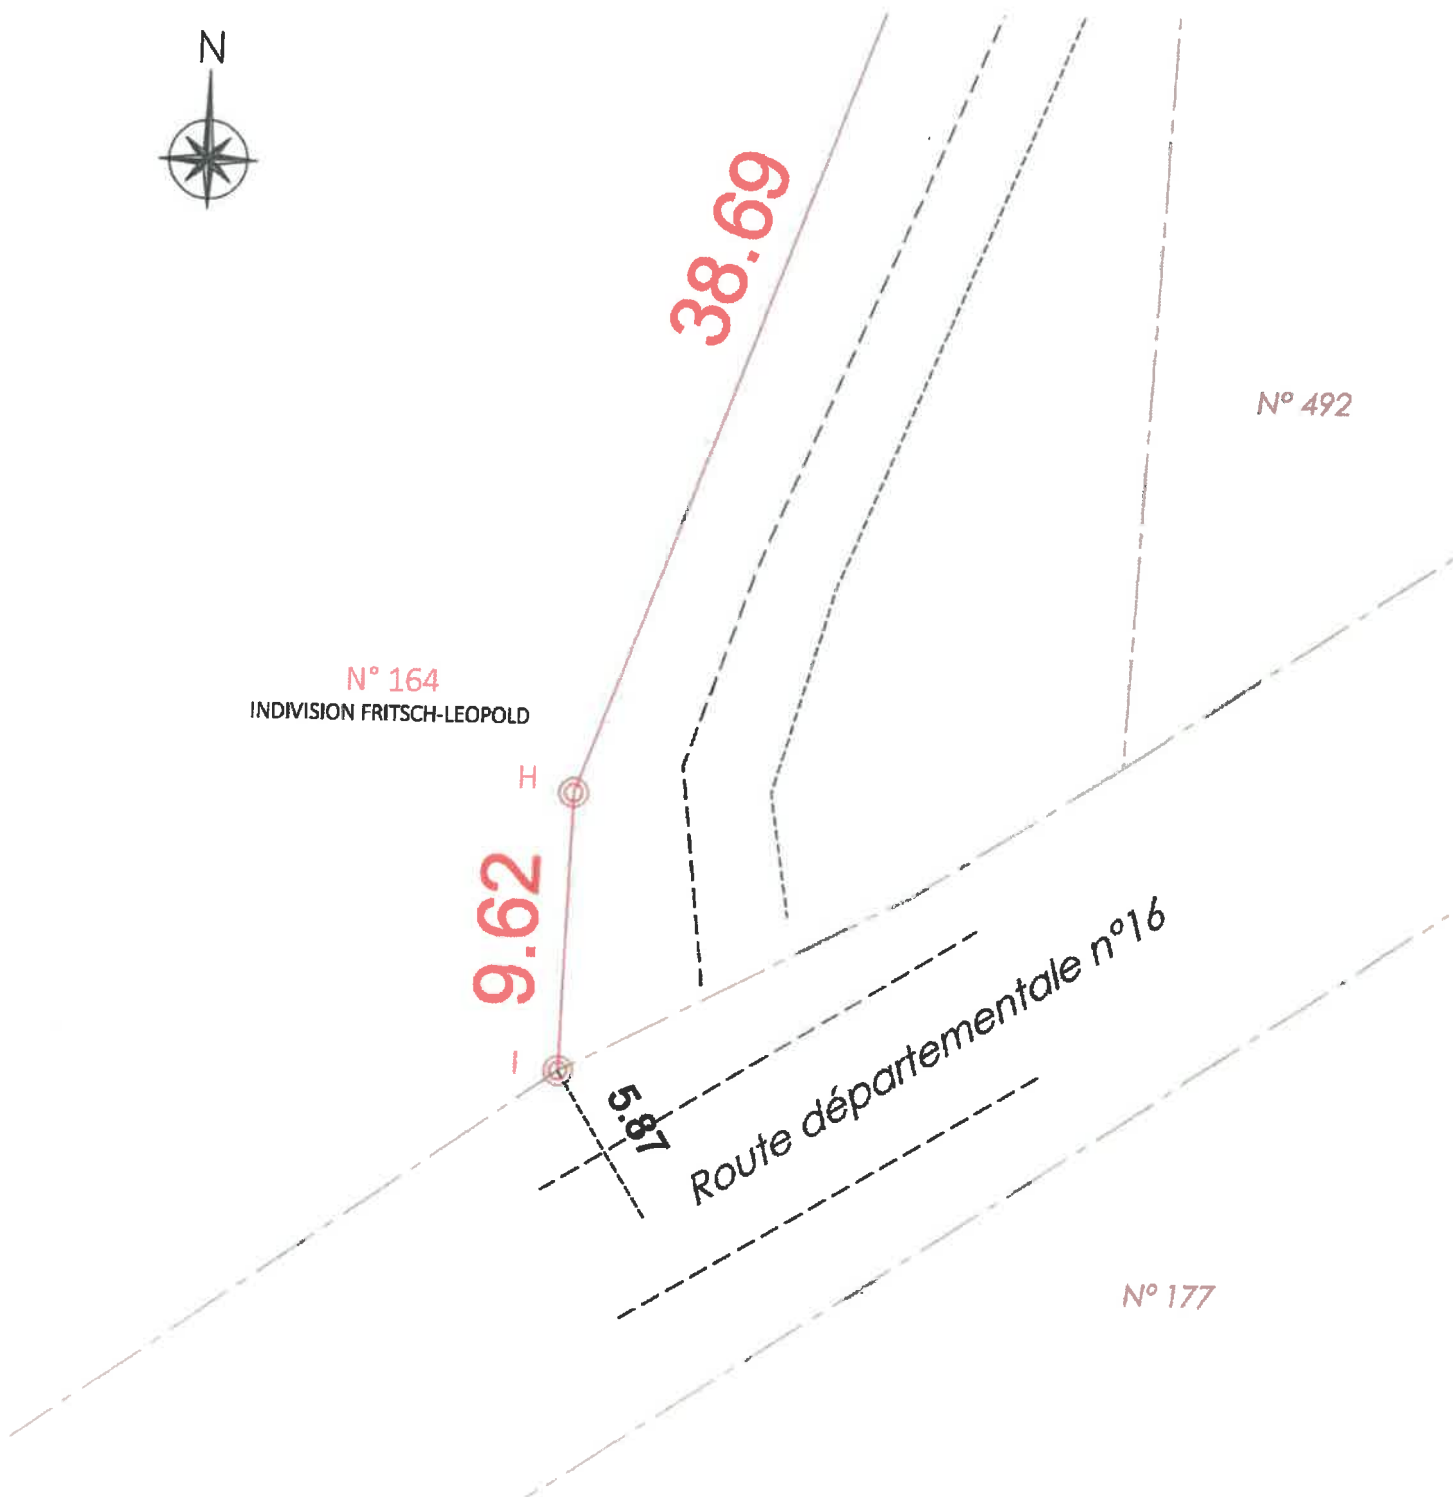 N
38.69
N° 492
N° 164
INDIVISION FRITSCH-LEOPOLD
H
9.62
I
5.87
Route départementale n°16
N° 177